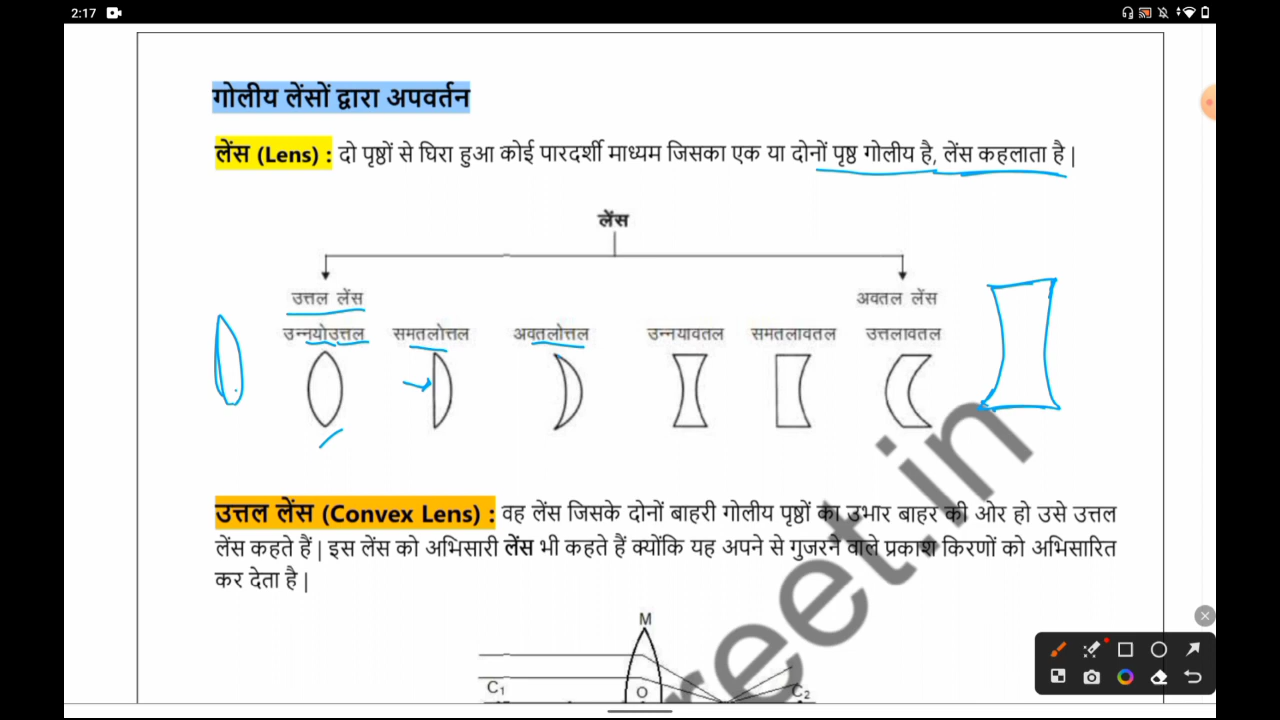 2:17
गोलीय लेंसों द्वारा अपवर्तन
लेंस (Lens) : दो पृष्ठों से घिरा हुआ कोई पारदर्शी माध्यम जिसका एक या दोनों पृष्ठ गोलीय है, लेंस कहलाता है |
लेंस
उत्तल लेंस अवतल लेंस
उन्नयोउत्तल समतलोत्तल अवतलोत्तल उन्नयावतल समतलावतल उत्तलावतल
उत्तल लेंस (Convex Lens) : वह लेंस जिसके दोनों बाहरी गोलीय पृष्ठों का उभार बाहर की ओर हो उसे उत्तल
लेंस कहते हैं | इस लेंस को अभिसारी लेंस भी कहते हैं क्योंकि यह अपने से गुजरने वाले प्रकाश किरणों को अभिसारित
कर देता है |
M
C1 O C2
reet.in